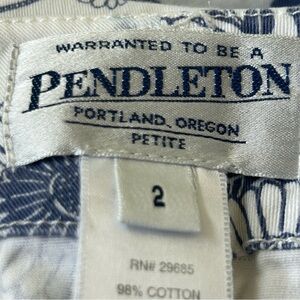 WARRANTED TO BE A
PENDLETON
PORTLAND, OREGON
PETITE
2
RN# 29685
98% COTTON